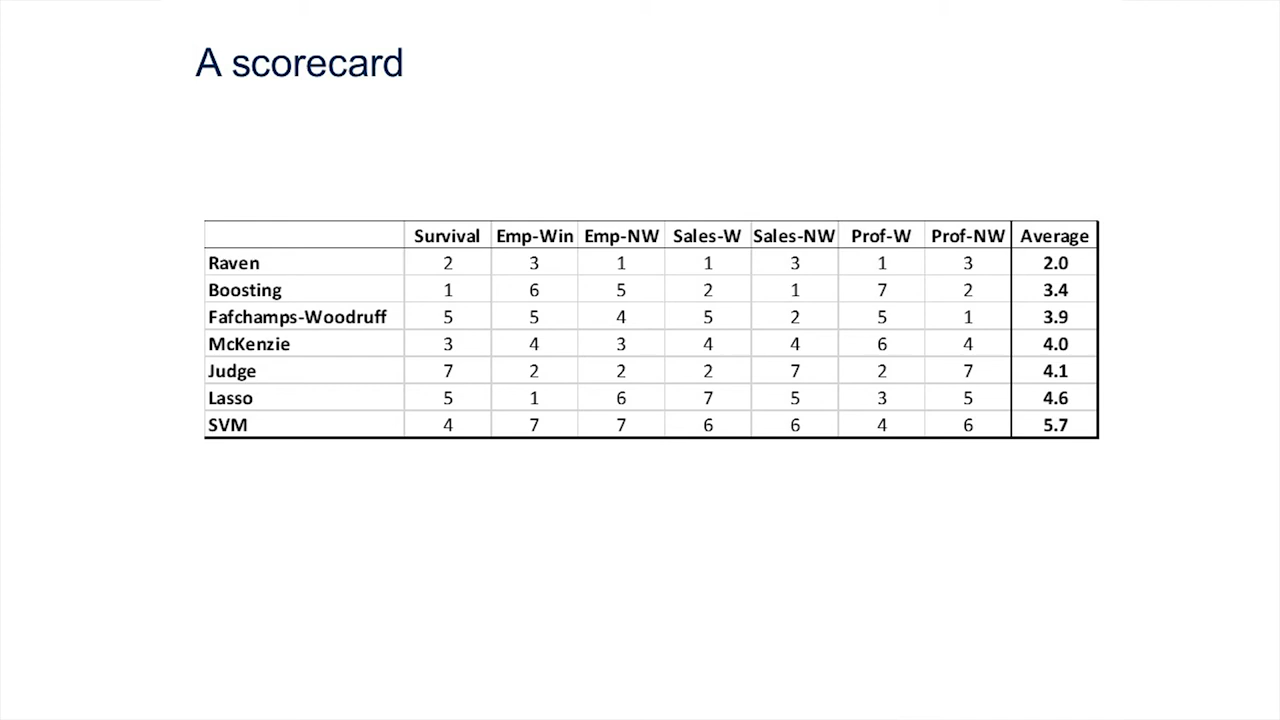 A scorecard
Survival Emp-Win Emp-NW Sales-W Sales-NW Prof-W Prof-NW Average
Raven 2 3 1 1 3 1 3 2.0
Boosting 1 6 5 2 1 7 2 3.4
Fafchamps-Woodruff 5 5 4 5 2 5 1 3.9
McKenzie 3 4 3 4 4 6 4 4.0
Judge 7 2 2 2 7 2 7 4.1
Lasso 5 1 6 7 5 3 5 4.6
SVM 4 7 7 6 6 4 6 5.7